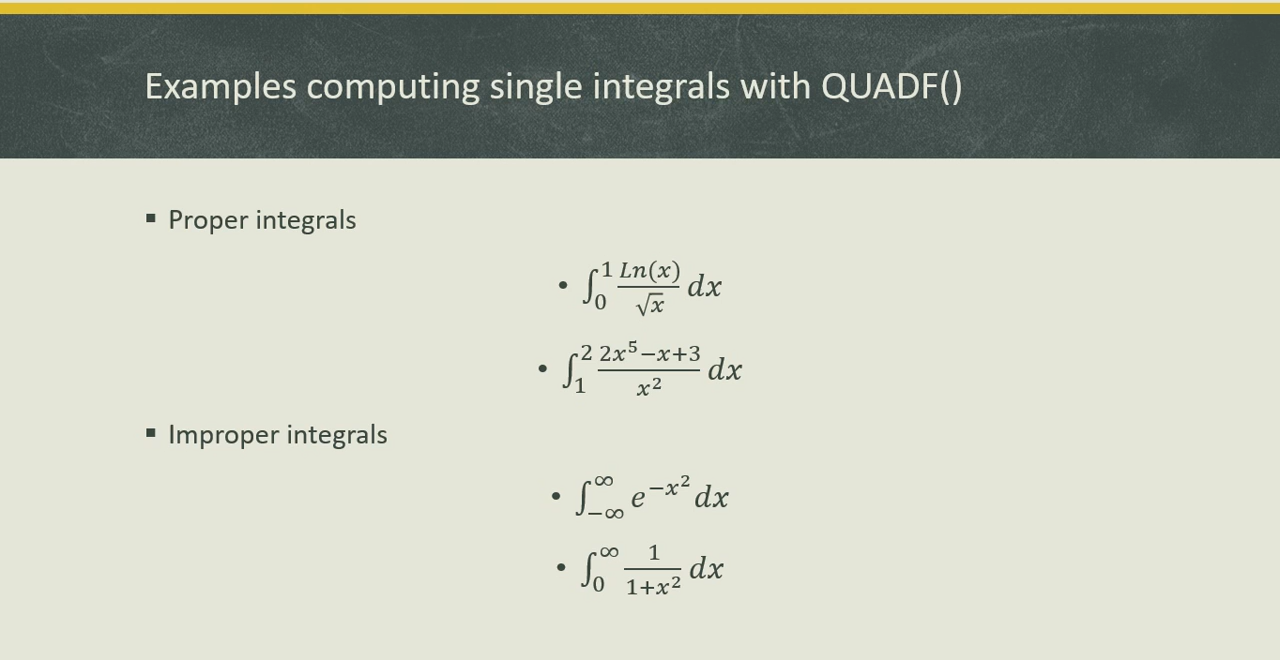 Examples computing single integrals with QUADF()
▪ Proper integrals
• ∫₀¹ Ln(x)/√x dx
• ∫₁² (2x⁵−x+3)/x² dx
▪ Improper integrals
• ∫₋∞^∞ e^(−x²) dx
• ∫₀^∞ 1/(1+x²) dx